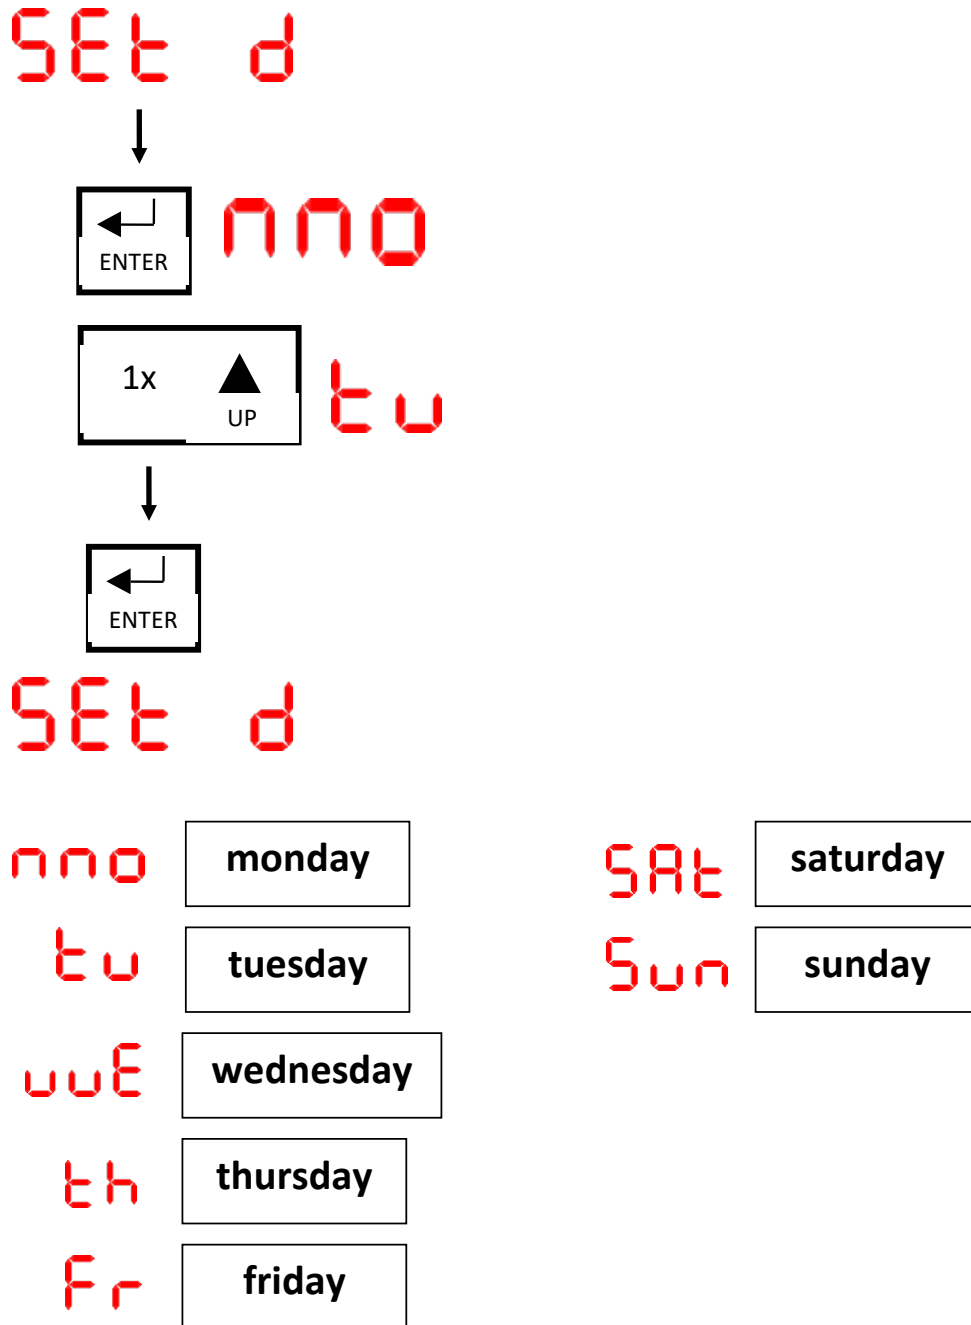 SEt d
ENTER
nno
1x
UP
tu
ENTER
SEt d
nno monday
SAt saturday
tu tuesday
Sun sunday
uuE wednesday
th thursday
Fr friday